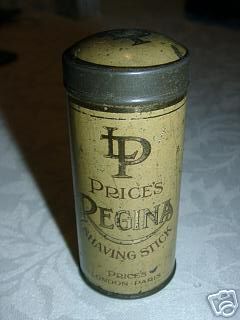 LP
PRICE'S
REGINA
SHAVING STICK
PRICE'S
LONDON-PARIS